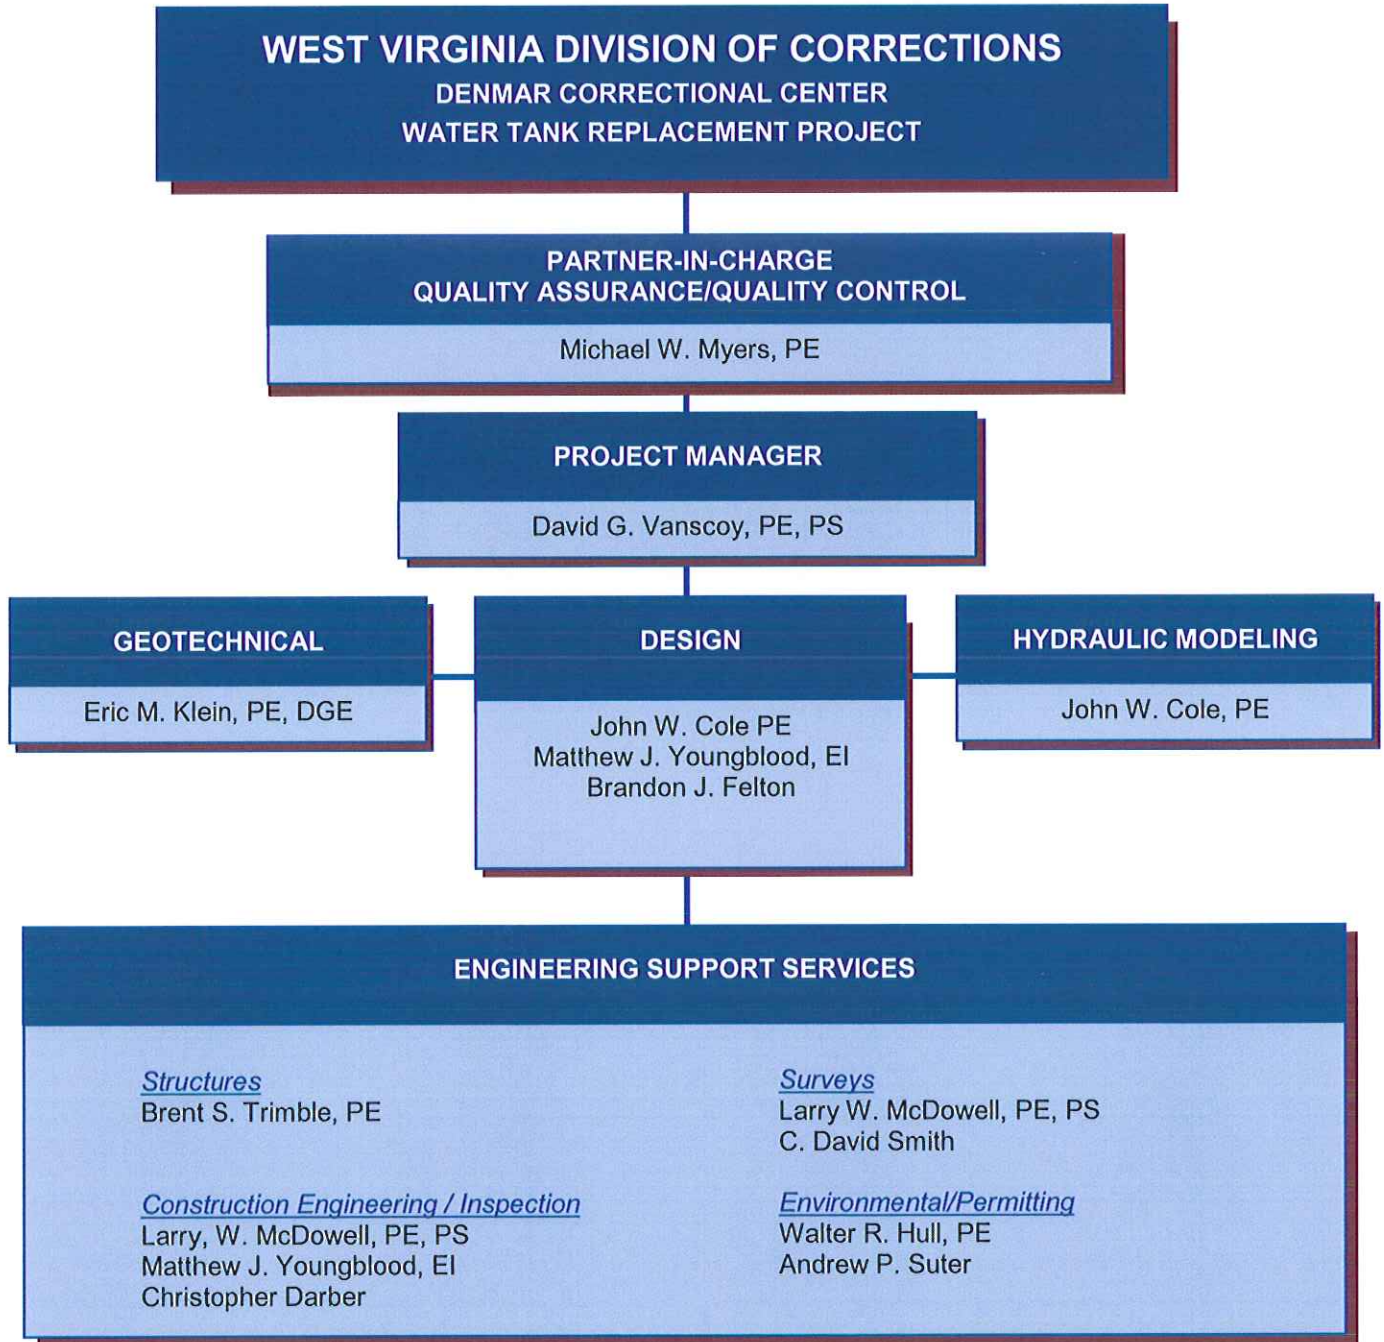 WEST VIRGINIA DIVISION OF CORRECTIONS
DENMAR CORRECTIONAL CENTER
WATER TANK REPLACEMENT PROJECT
PARTNER-IN-CHARGE
QUALITY ASSURANCE/QUALITY CONTROL
Michael W. Myers, PE
PROJECT MANAGER
David G. Vanscoy, PE, PS
GEOTECHNICAL
Eric M. Klein, PE, DGE
DESIGN
John W. Cole PE
Matthew J. Youngblood, EI
Brandon J. Felton
HYDRAULIC MODELING
John W. Cole, PE
ENGINEERING SUPPORT SERVICES
Structures
Brent S. Trimble, PE
Surveys
Larry W. McDowell, PE, PS
C. David Smith
Construction Engineering / Inspection
Larry, W. McDowell, PE, PS
Matthew J. Youngblood, EI
Christopher Darber
Environmental/Permitting
Walter R. Hull, PE
Andrew P. Suter